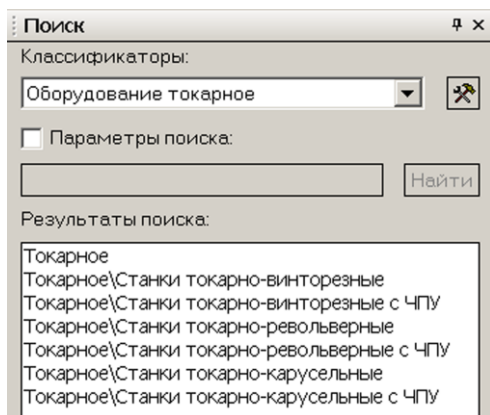 Поиск
Классификаторы:
Оборудование токарное
Параметры поиска:
Найти
Результаты поиска:
Токарное
Токарное\Станки токарно-винторезные
Токарное\Станки токарно-винторезные с ЧПУ
Токарное\Станки токарно-револьверные
Токарное\Станки токарно-револьверные с ЧПУ
Токарное\Станки токарно-карусельные
Токарное\Станки токарно-карусельные с ЧПУ